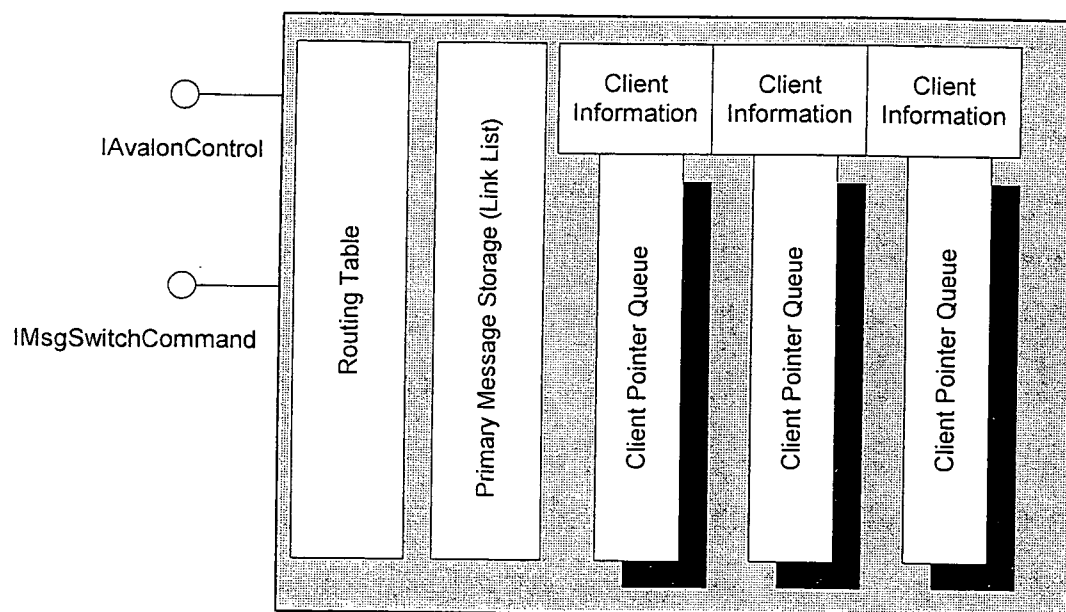 IAvalonControl
IMsgSwitchCommand
Routing Table
Primary Message Storage (Link List)
Client
Information
Client
Information
Client
Information
Client Pointer Queue
Client Pointer Queue
Client Pointer Queue